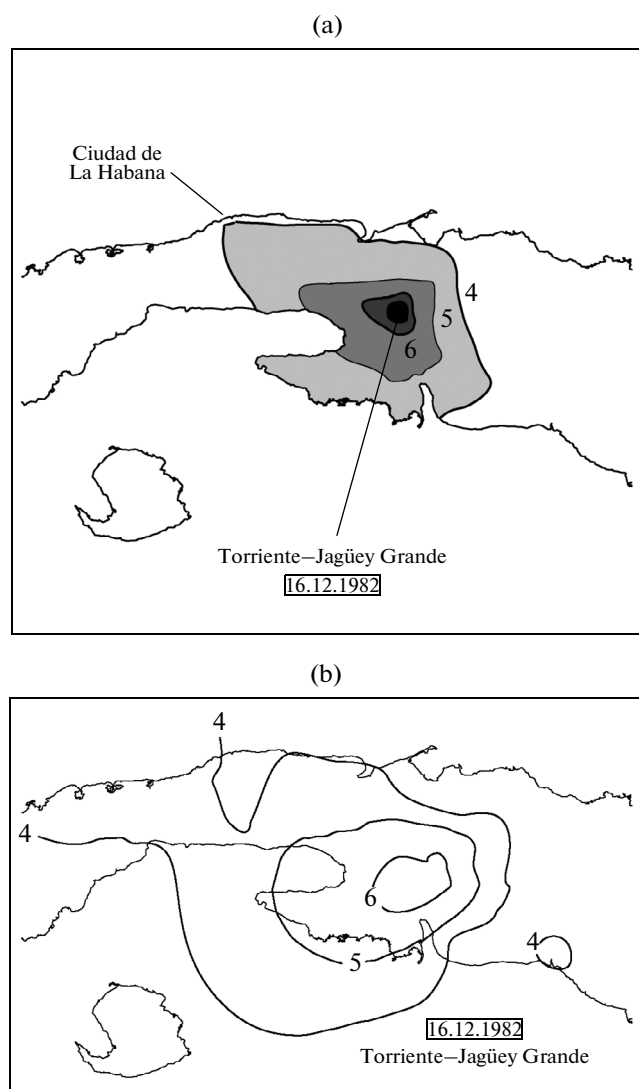 (a)
Ciudad de
La Habana
4
5
6
Torriente–Jagüey Grande
16.12.1982
(b)
4
4
6
4
5
16.12.1982
Torriente–Jagüey Grande